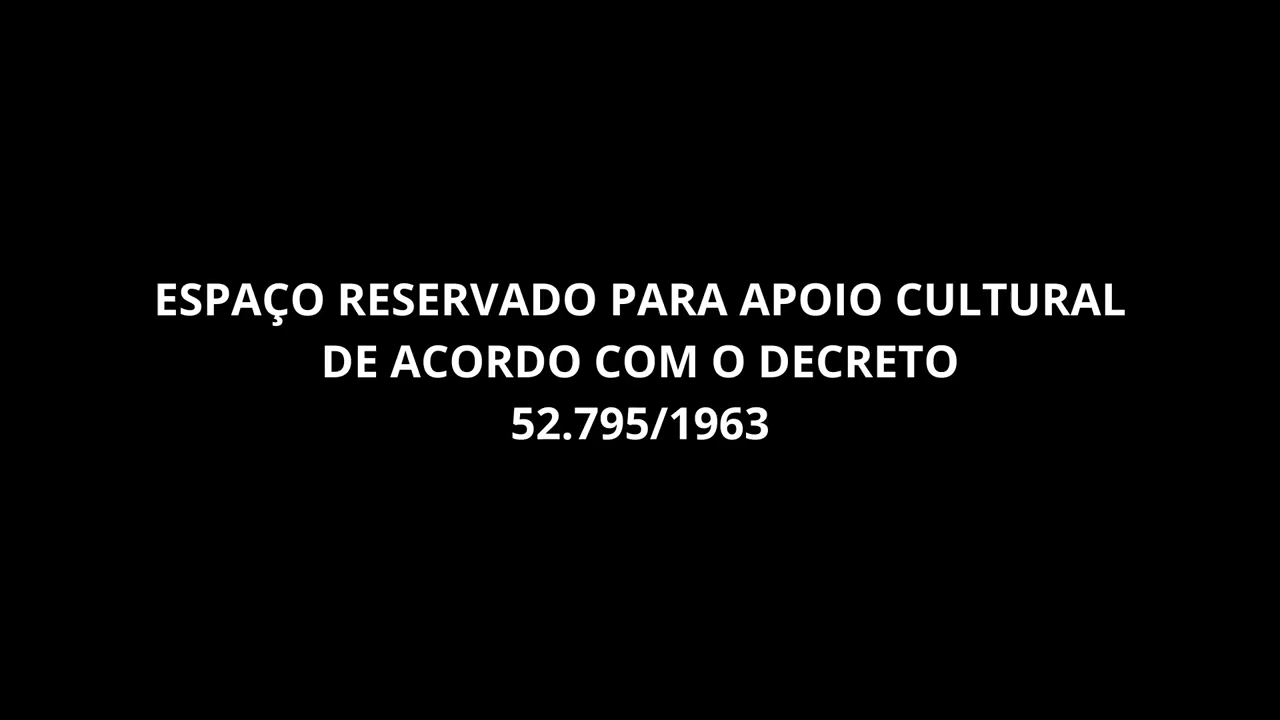 ESPAÇO RESERVADO PARA APOIO CULTURAL
DE ACORDO COM O DECRETO
52.795/1963